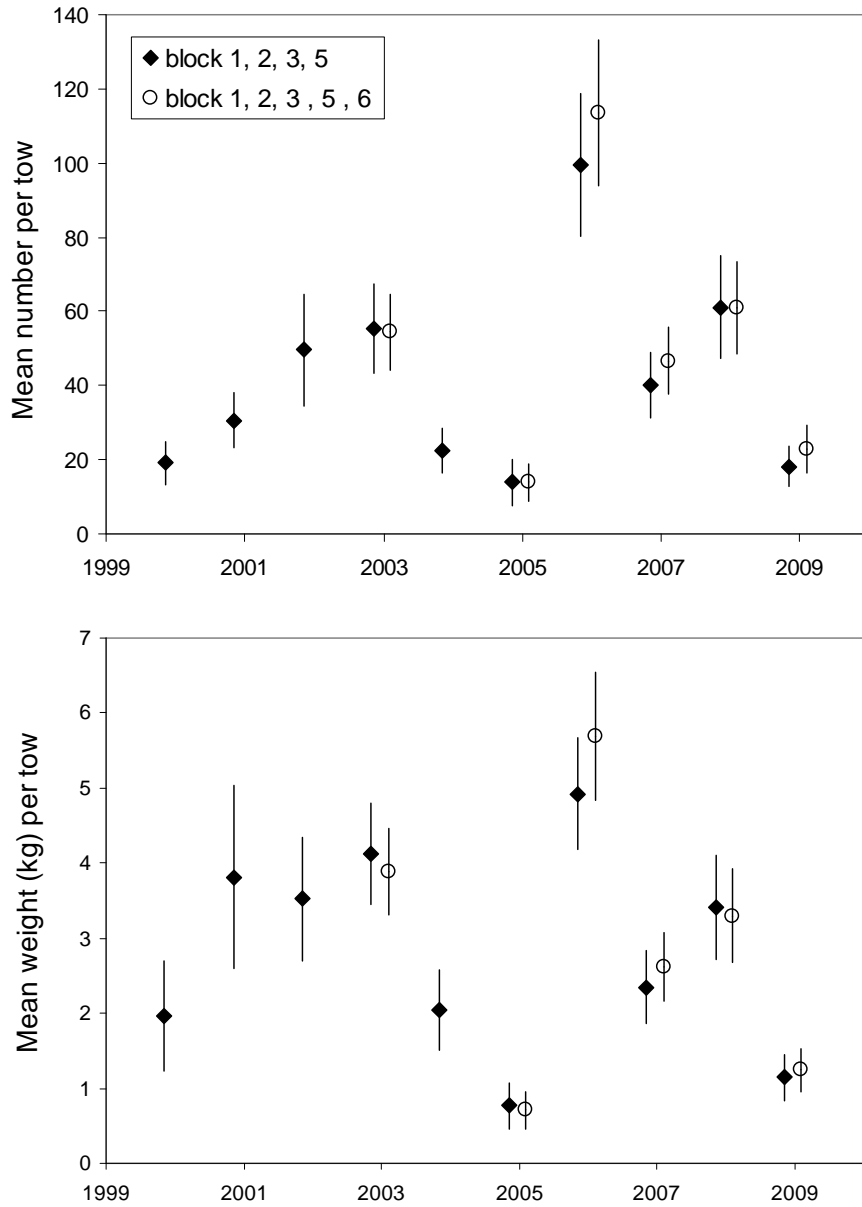 140
120
100
80
60
40
20
0
Mean number per tow
block 1, 2, 3, 5
block 1, 2, 3 , 5 , 6
1999 2001 2003 2005 2007 2009
7
6
5
4
3
2
1
0
Mean weight (kg) per tow
1999 2001 2003 2005 2007 2009